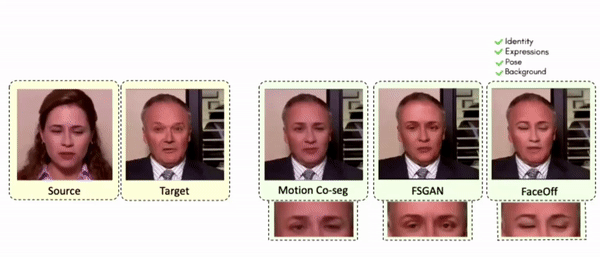 Identity
Expressions
Pose
Background
Source
Target
Motion Co-seg
FSGAN
FaceOff